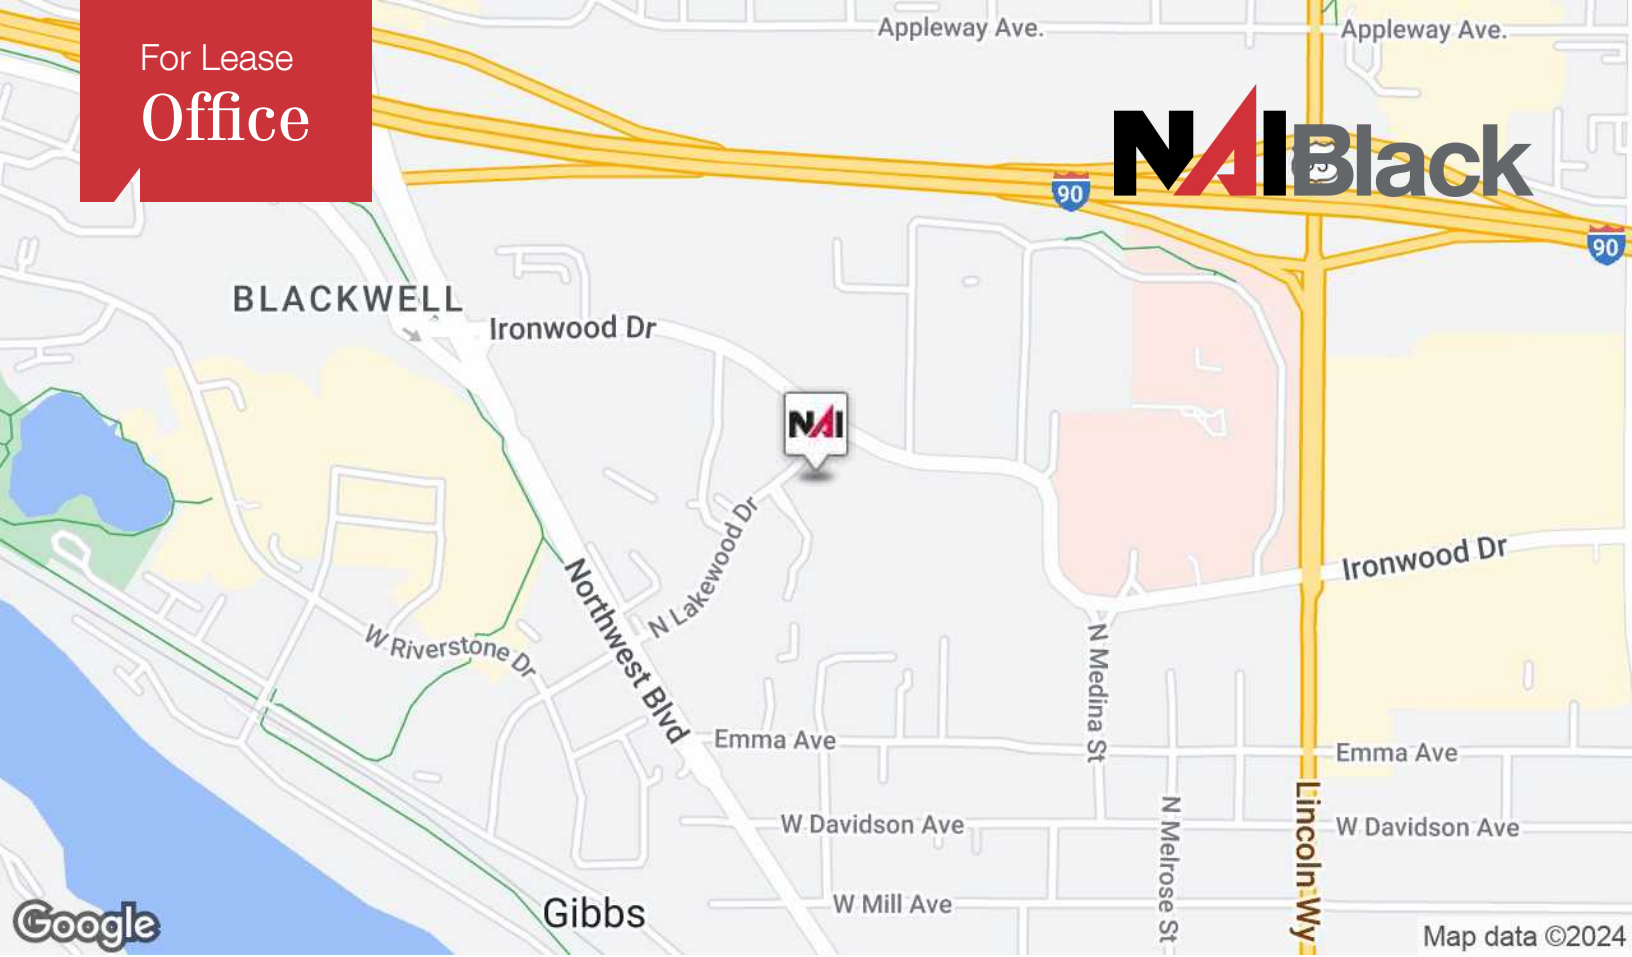 For Lease
Office
Appleway Ave.
Appleway Ave.
NAIBlack
90
90
BLACKWELL
Ironwood Dr
NAI
N Lakewood Dr
Northwest Blvd
W Riverstone Dr
Ironwood Dr
N Medina St
Emma Ave
Emma Ave
Lincoln Wy
N Melrose St
W Davidson Ave
W Davidson Ave
W Mill Ave
Gibbs
Google
Map data ©2024